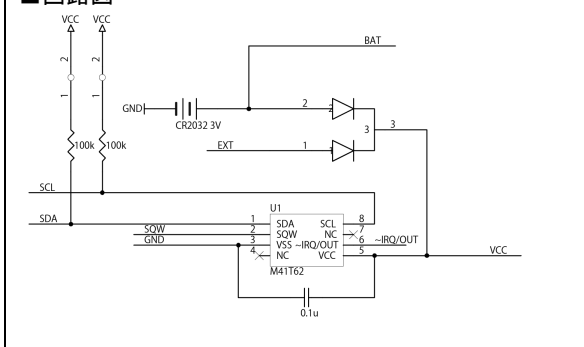 ■回路図
VCC VCC
BAT
2 2
1 1
GND
CR2032 3V
2 2
3 3
EXT 1 1
100k 100k
SCL
SDA
U1
SQW
GND
1 SDA SCL 8
2 SQW NC 7
3 VSS ~IRQ/OUT 6 ~IRQ/OUT
4 NC VCC 5
VCC
M41T62
0.1u